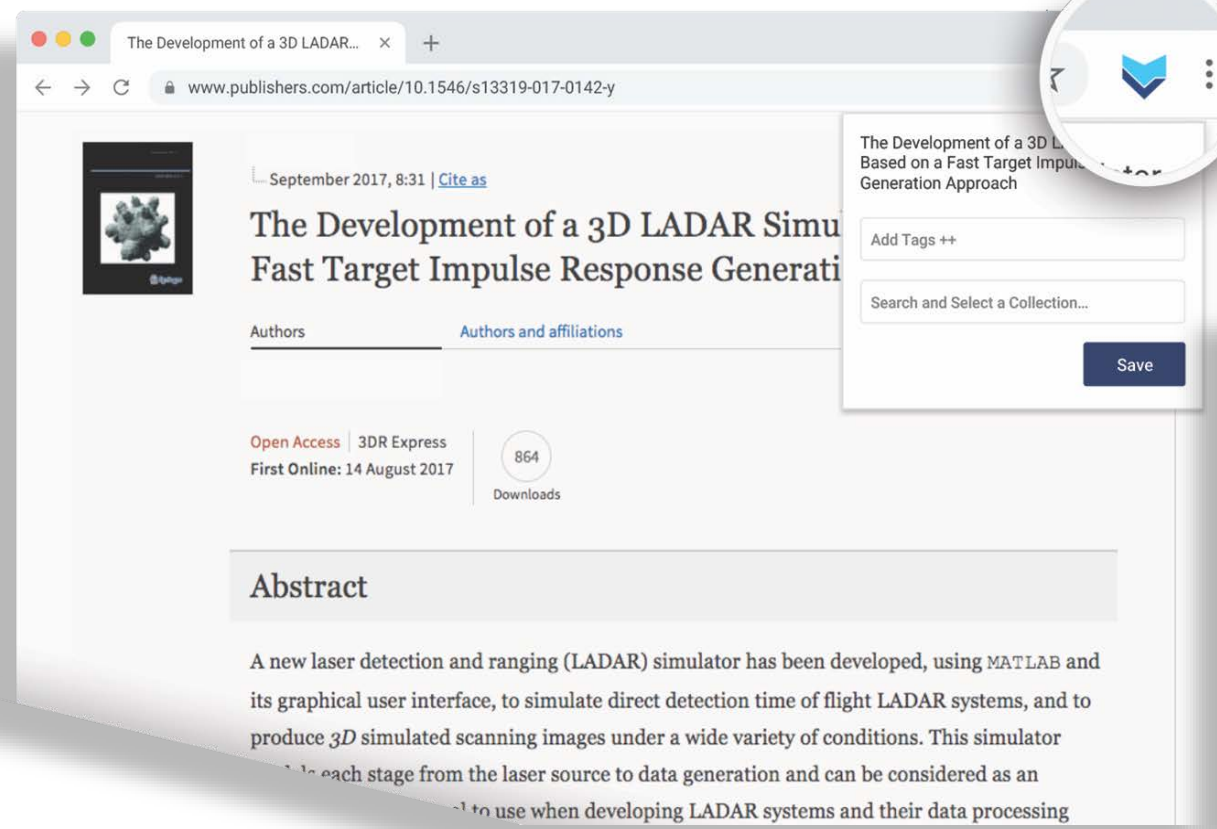 The Development of a 3D LADAR...
www.publishers.com/article/10.1546/s13319-017-0142-y
September 2017, 8:31 | Cite as
The Development of a 3D LADAR Simu
Fast Target Impulse Response Generati
Authors
Authors and affiliations
The Development of a 3D L
Based on a Fast Target Impuls
Generation Approach
Add Tags ++
Search and Select a Collection...
Save
Open Access | 3DR Express
First Online: 14 August 2017
864
Downloads
Abstract
A new laser detection and ranging (LADAR) simulator has been developed, using MATLAB and
its graphical user interface, to simulate direct detection time of flight LADAR systems, and to
produce 3D simulated scanning images under a wide variety of conditions. This simulator
each stage from the laser source to data generation and can be considered as an
to use when developing LADAR systems and their data processing